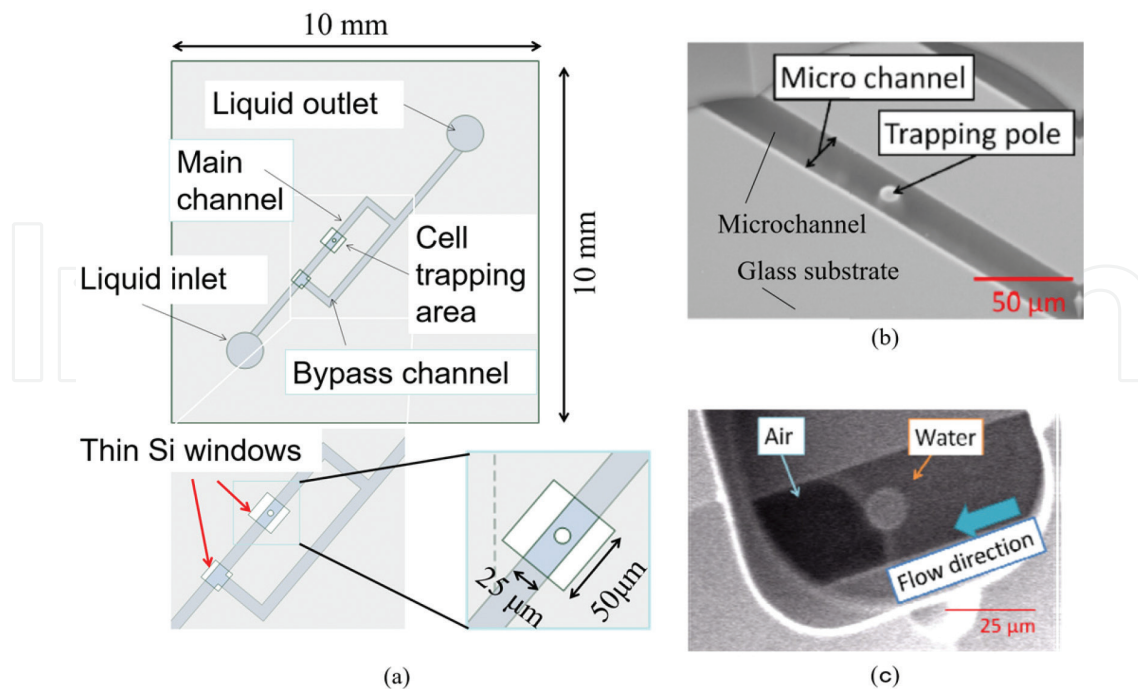 10 mm
10 mm
Liquid outlet
Main
channel
Cell
trapping
area
Liquid inlet
Bypass channel
Thin Si windows
25 μm
50μm
(a)
Micro channel
Trapping pole
Microchannel
Glass substrate
50 μm
(b)
Air
Water
Flow direction
25 μm
(c)